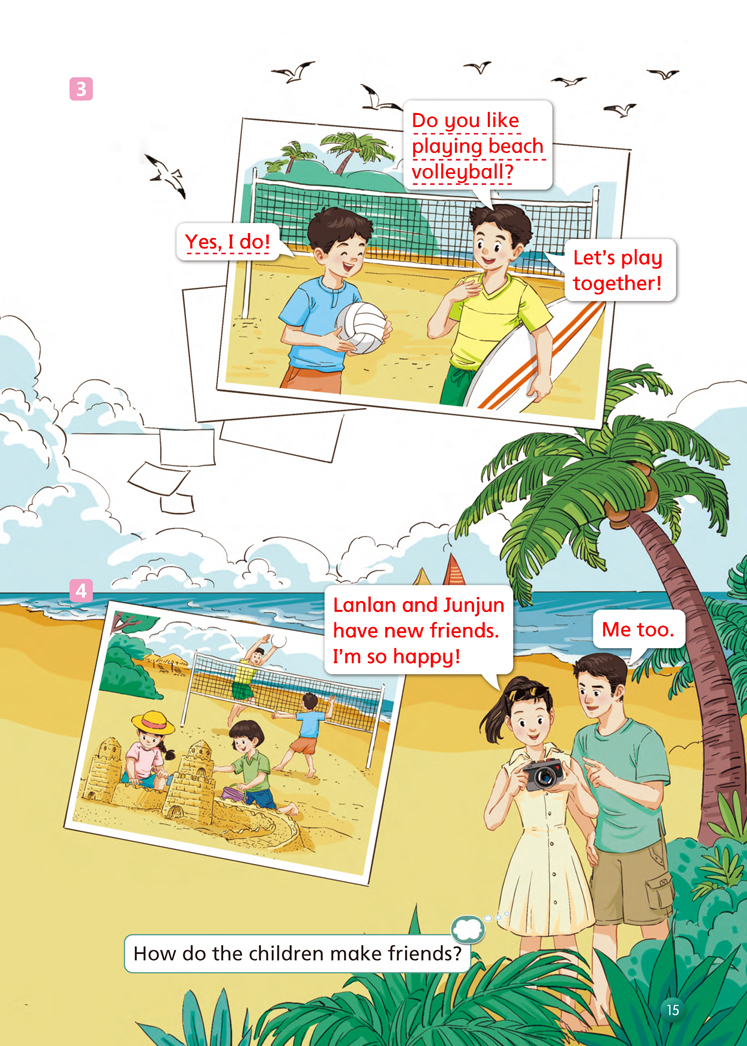 3
Do you like
playing beach
volleyball?
Yes, I do!
Let's play
together!
4
Lanlan and Junjun
have new friends.
I'm so happy!
Me too.
How do the children make friends?
15